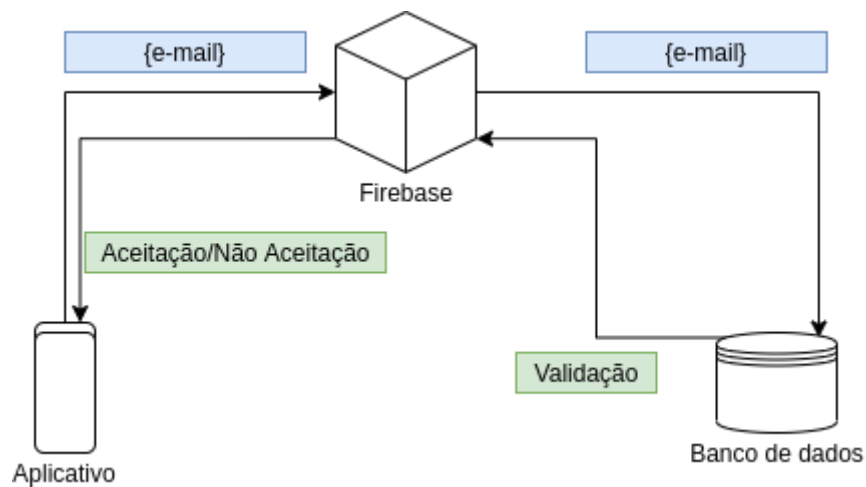 {e-mail}
{e-mail}
Firebase
Aceitação/Não Aceitação
Validação
Banco de dados
Aplicativo